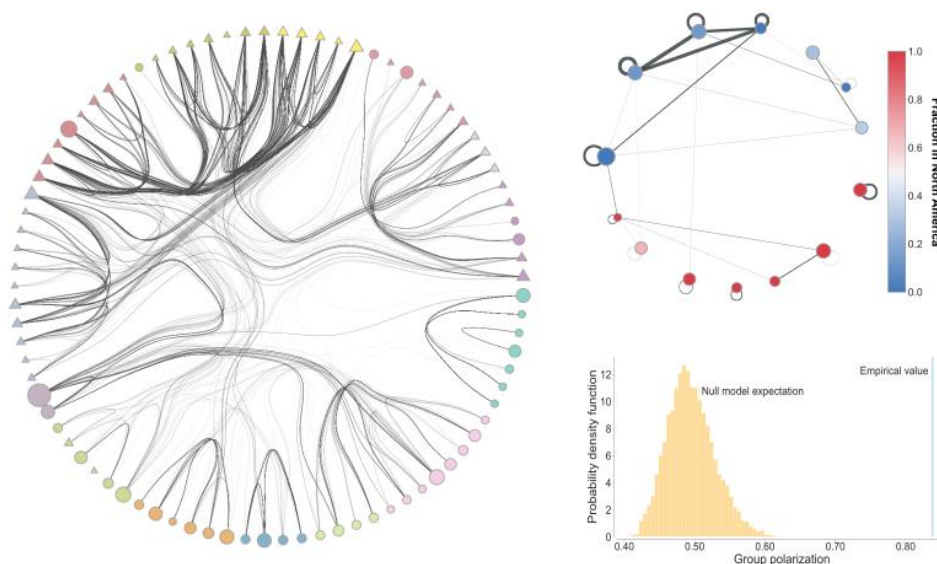 1.0
0.8
0.6
0.4
0.2
0.0
Fraction in North America
Empirical value
Null model expectation
Probability density function
12
10
8
6
4
2
0
0.40 0.50 0.60 0.70 0.80
Group polarization